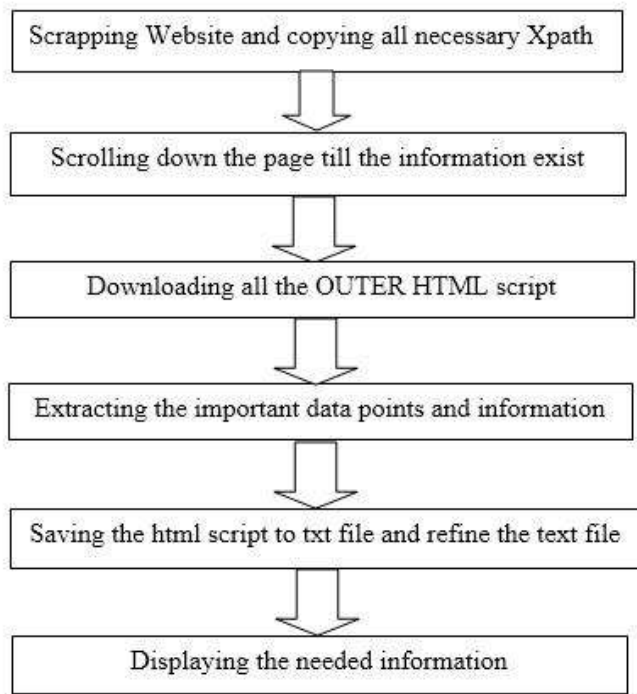 Scrapping Website and copying all necessary Xpath
Scrolling down the page till the information exist
Downloading all the OUTER HTML script
Extracting the important data points and information
Saving the html script to txt file and refine the text file
Displaying the needed information